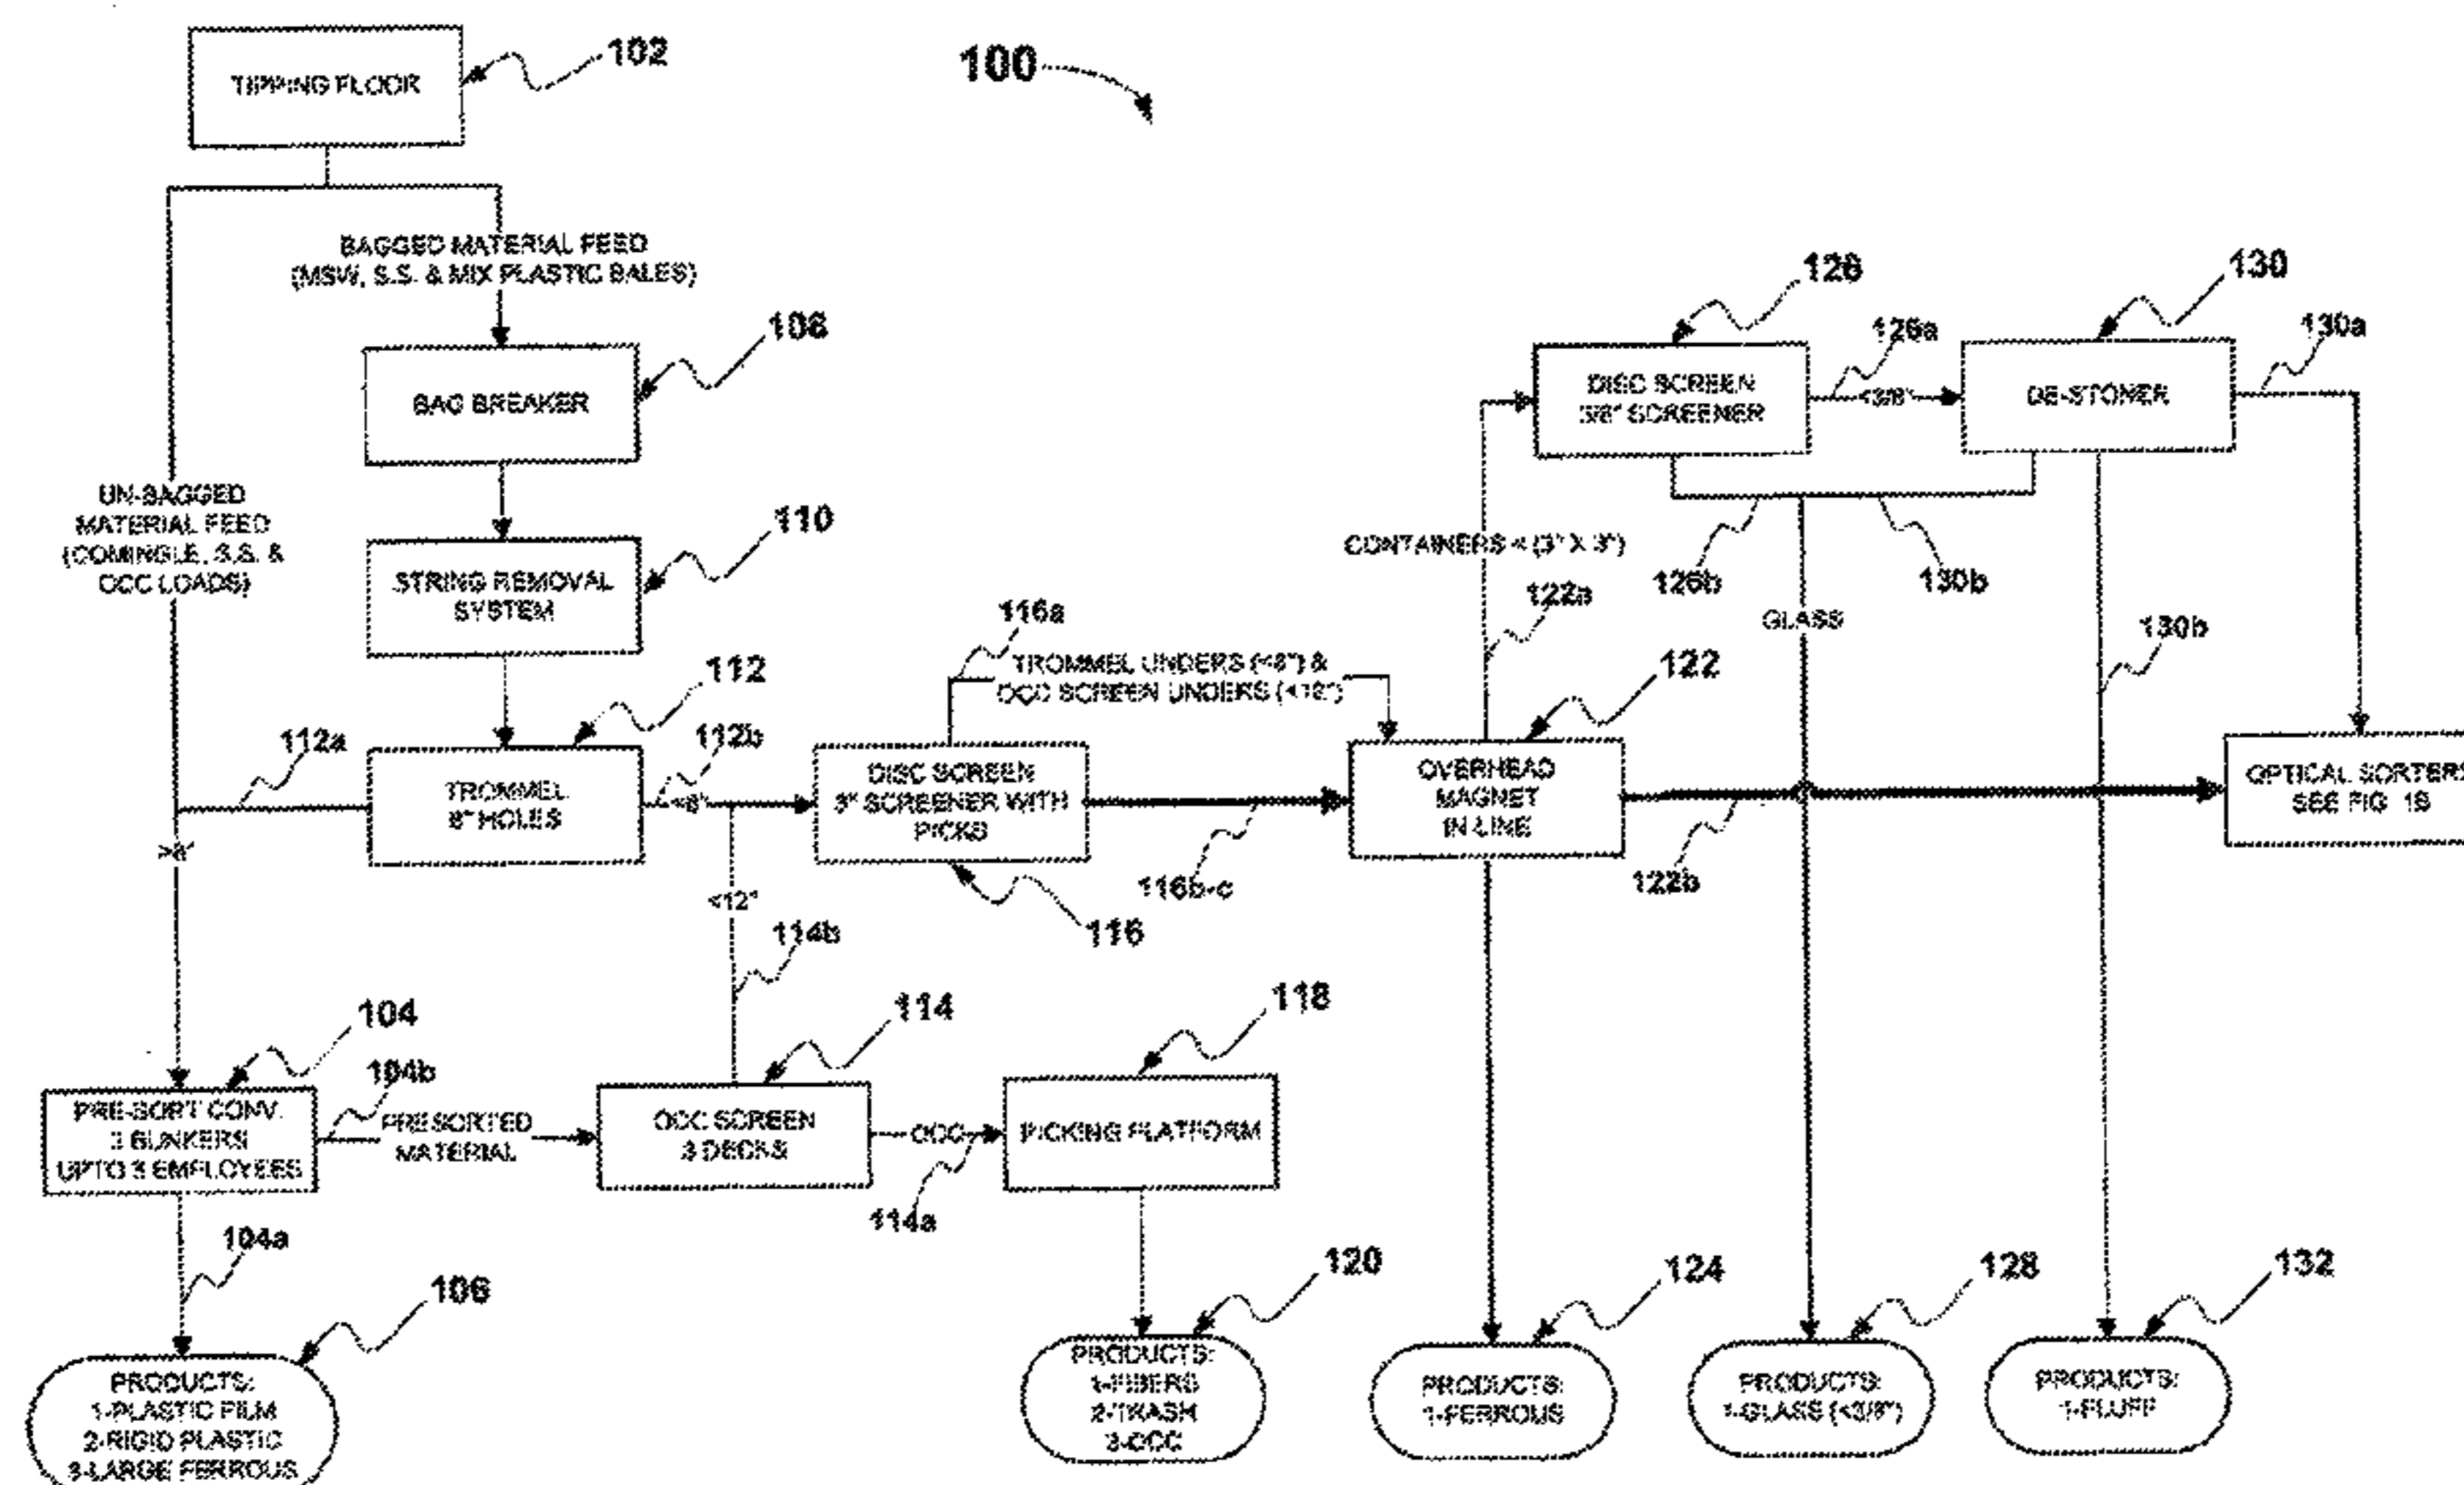 100
TIPPING FLOOR
102
BAGGED MATERIAL FEED
(MSW, S.S. & MIX PLASTIC BALES)
108
BAG BREAKER
UN-BAGGED
MATERIAL FEED
(COMINGLE, S.S. &
OCC LOADS)
110
STRING REMOVAL
SYSTEM
112
112a
TROMMEL
8" HOLES
112b
<8"
>8"
116a
TROMMEL UNDERS (<8") &
OCC SCREEN UNDERS (<12")
DISC SCREEN
3" SCREENER WITH
PICKS
116
116b-c
<12"
114b
122
OVERHEAD
MAGNET
IN-LINE
122a
CONTAINERS < (3" X 3")
122b
126
DISC SCREEN
3/8" SCREENER
126a
<3/8"
130
DE-STONER
130a
126b
130b
GLASS
130b
OPTICAL SORTERS
SEE FIG. 1B
104
PRE-SORT CONV.
3 BUNKERS
UPTO 3 EMPLOYEES
104b
PRESORTED
MATERIAL
114
OCC SCREEN
3 DECKS
OCC
114a
118
PICKING PLATFORM
104a
106
PRODUCTS:
1-PLASTIC FILM
2-RIGID PLASTIC
3-LARGE FERROUS
120
PRODUCTS:
1-FIBERS
2-TRASH
3-OCC
124
PRODUCTS:
1-FERROUS
128
PRODUCTS:
1-GLASS (<3/8")
132
PRODUCTS:
1-FLUFF